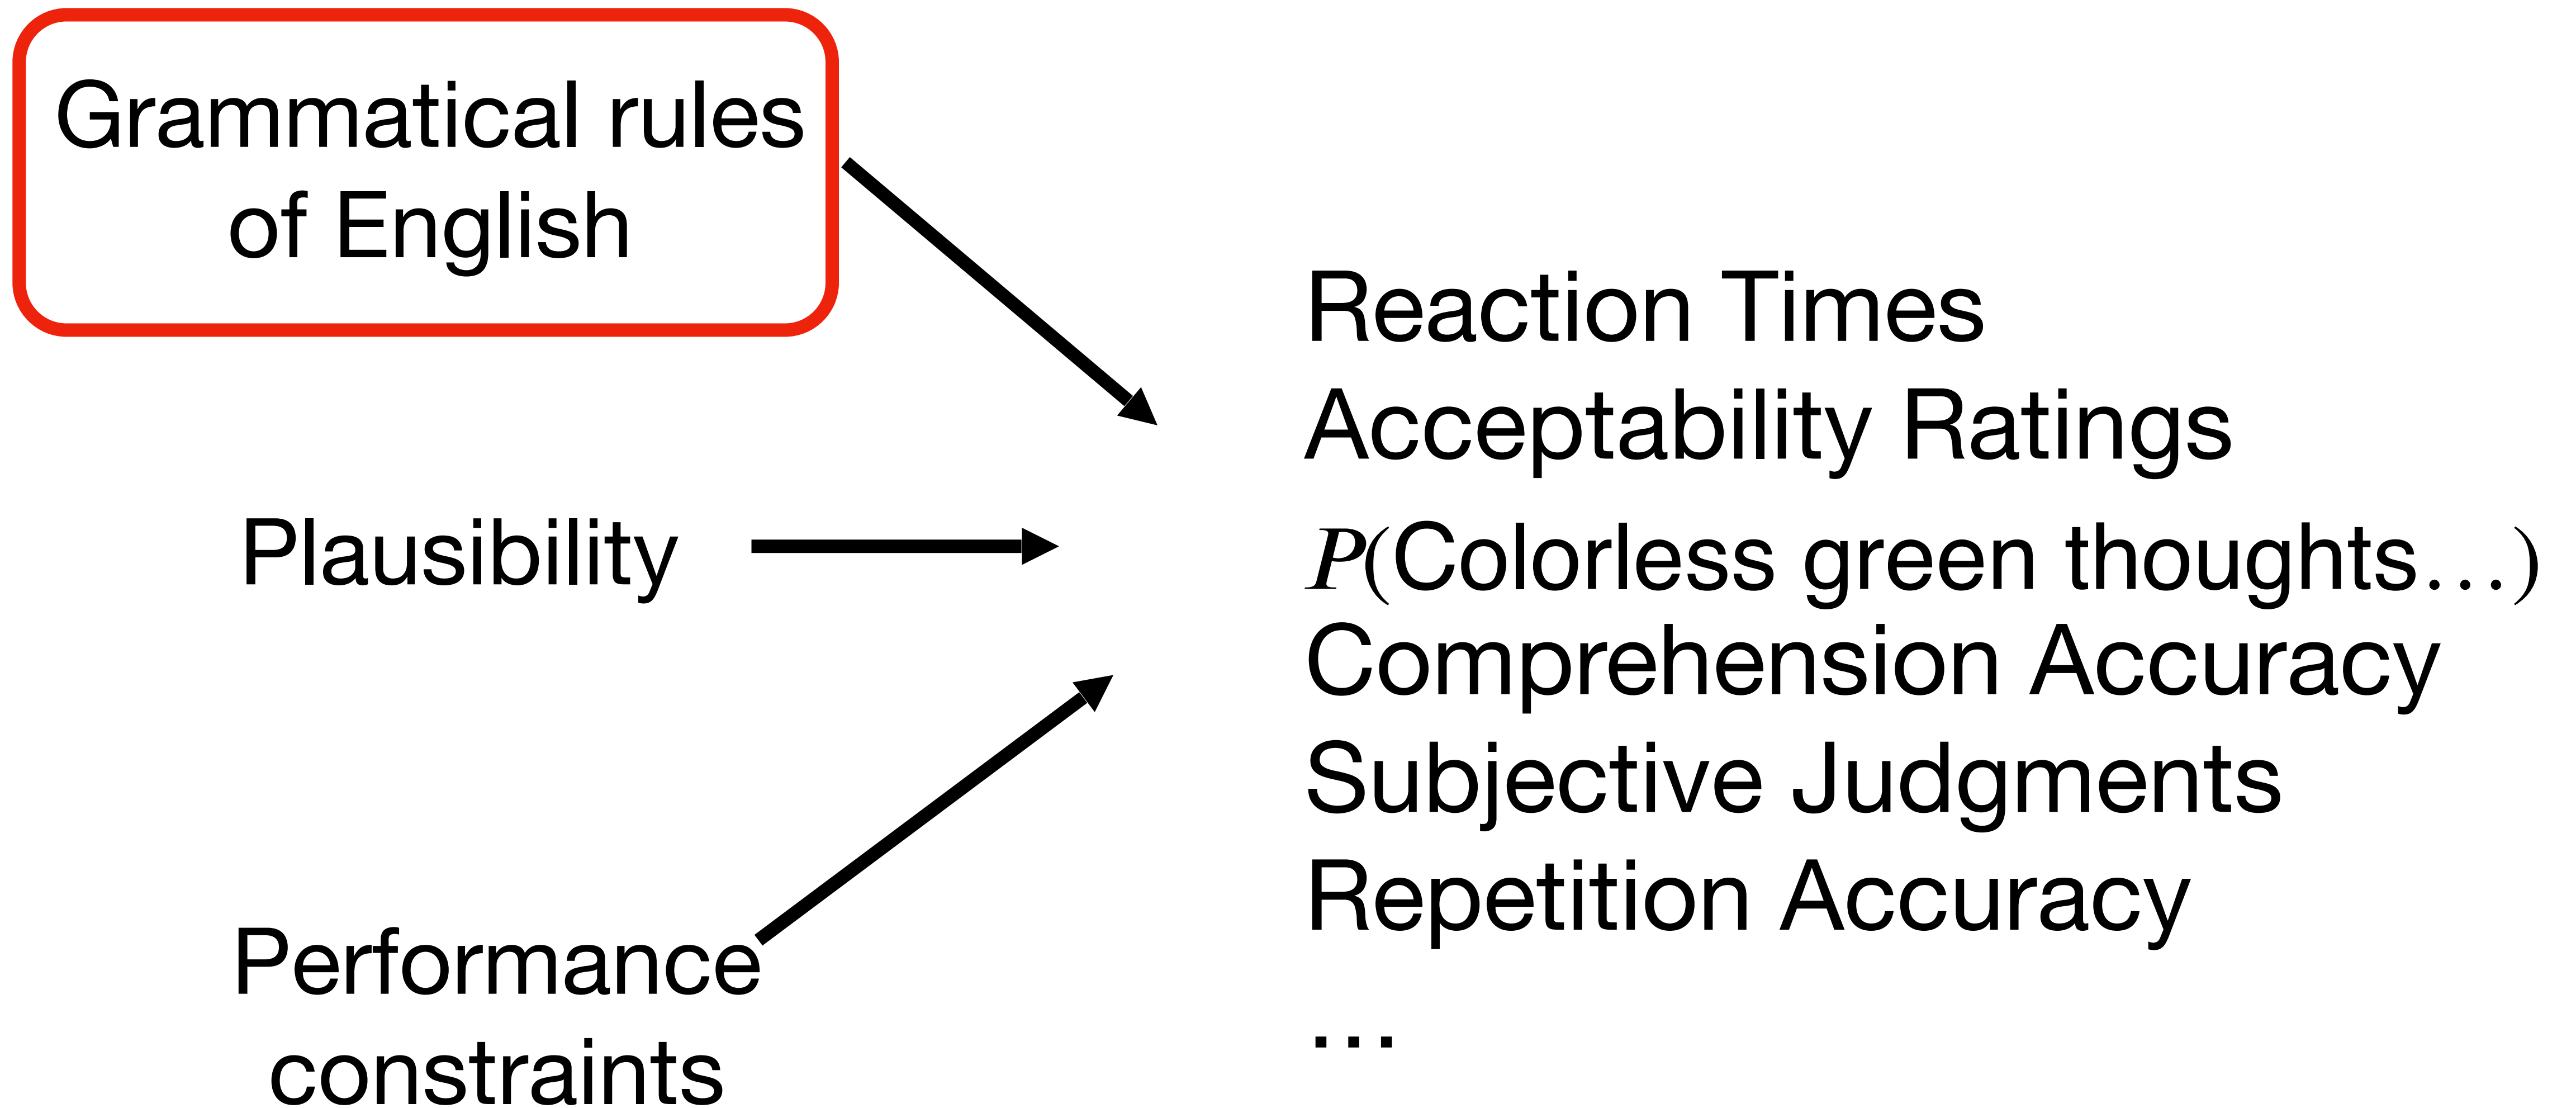 Grammatical rules
of English
Plausibility
Performance
constraints
Reaction Times
Acceptability Ratings
P(Colorless green thoughts…)
Comprehension Accuracy
Subjective Judgments
Repetition Accuracy
…